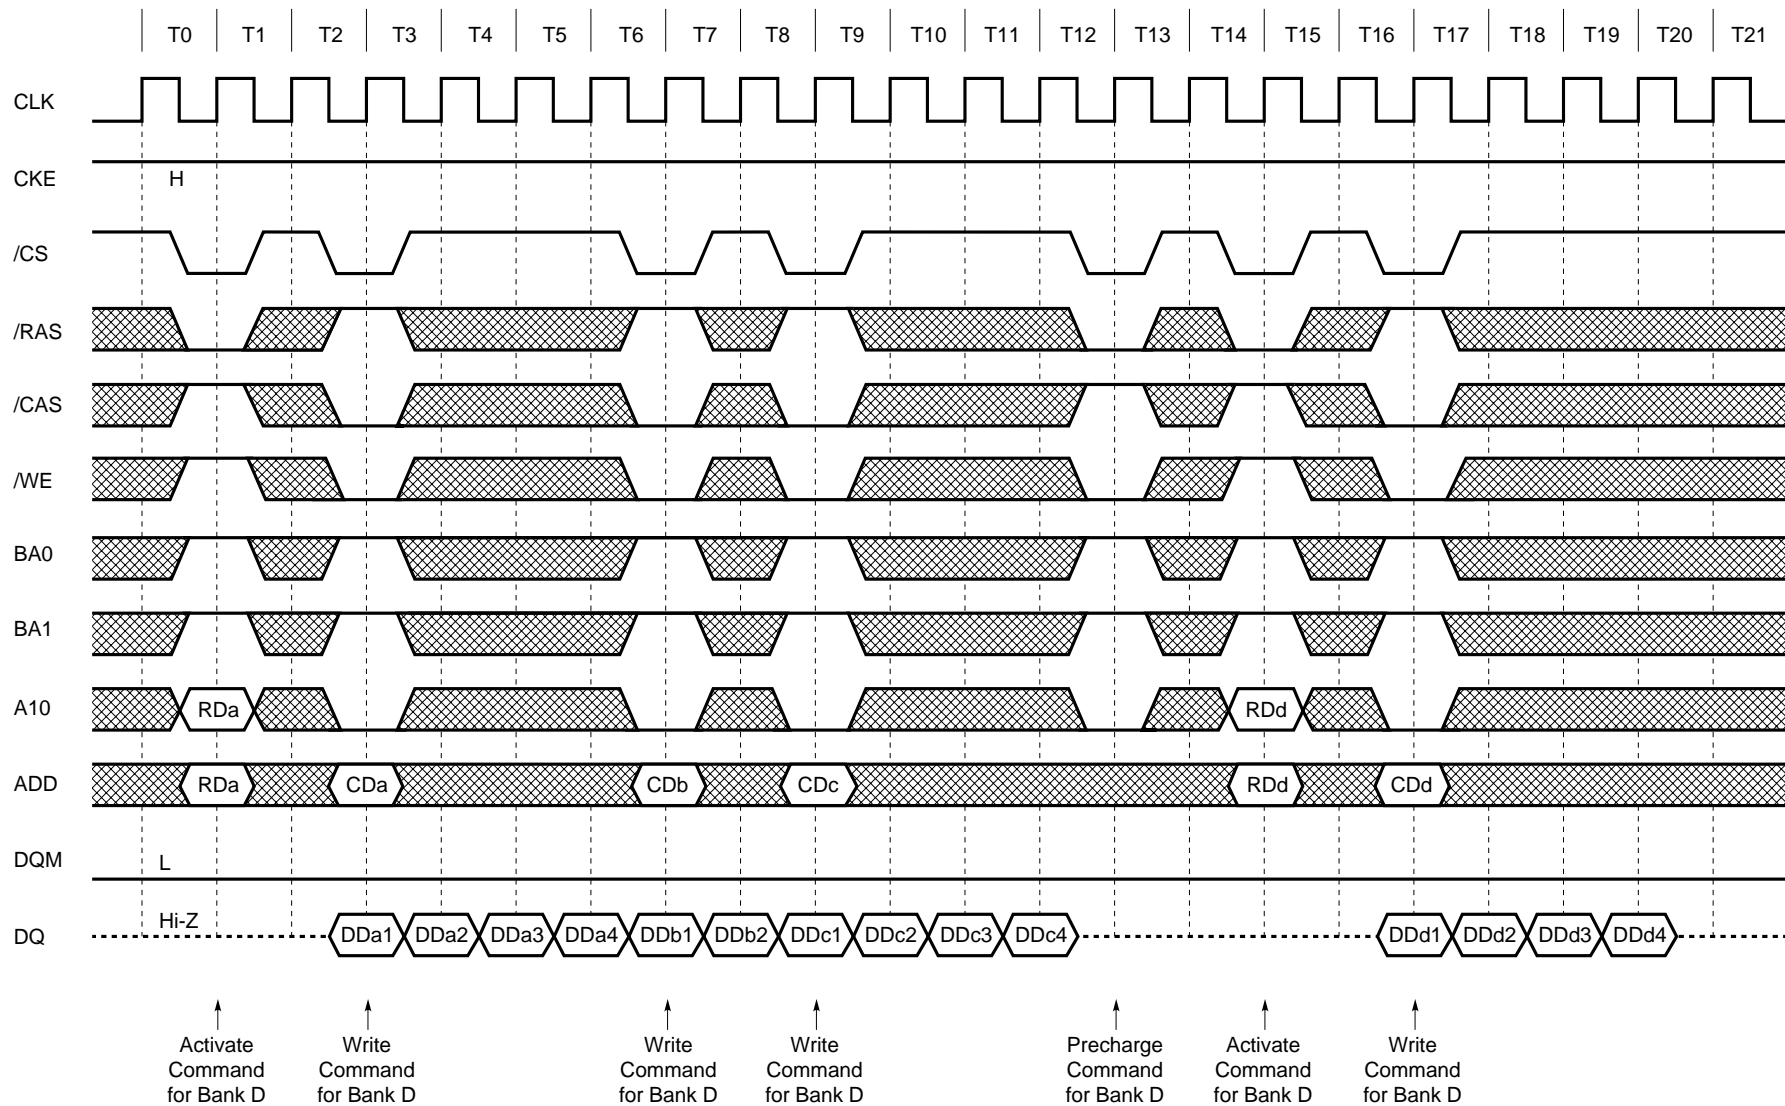 T0 T1 T2 T3 T4 T5 T6 T7 T8 T9 T10 T11 T12 T13 T14 T15 T16 T17 T18 T19 T20 T21
CLK
CKE H
/CS
/RAS
/CAS
/WE
BA0
BA1
A10 RDa RDd
ADD RDa CDa CDb CDc RDd CDd
DQM L
DQ Hi-Z DDa1 DDa2 DDa3 DDa4 DDb1 DDb2 DDc1 DDc2 DDc3 DDc4 DDd1 DDd2 DDd3 DDd4
Activate
Command
for Bank D
Write
Command
for Bank D
Write
Command
for Bank D
Write
Command
for Bank D
Precharge
Command
for Bank D
Activate
Command
for Bank D
Write
Command
for Bank D